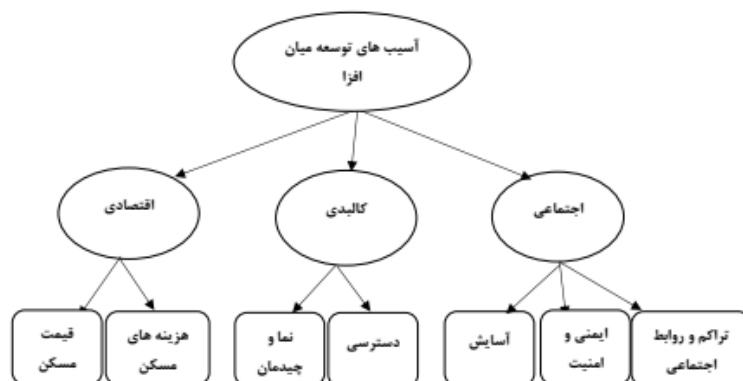 آسیب های توسعه میان
افزا
اجتماعی
کالبدی
اقتصادی
تراکم و روابط
اجتماعی
ایمنی و
امنیت
آسایش
دسترسی
نما و
چیدمان
هزینه های
مسکن
قیمت
مسکن